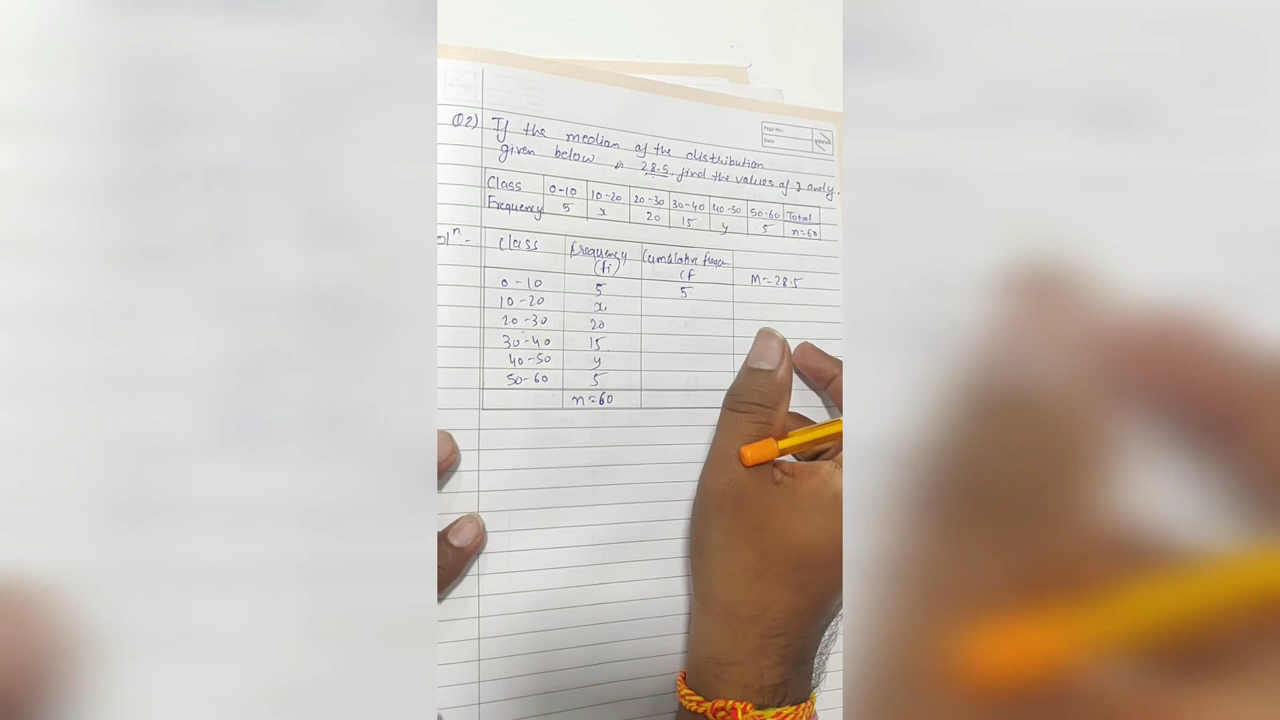 Page No.:
Date:
Q2) If the median of the distribution
given below is 28.5, find the values of x and y.
Class 0-10 10-20 20-30 30-40 40-50 50-60 Total
Frequency 5 x 20 15 y 5 n=60
olⁿ-
Class Frequency (fi) Cumulative freque cf
0-10 5 5 M=28.5
10-20 x
20-30 20
30-40 15
40-50 y
50-60 5
n=60